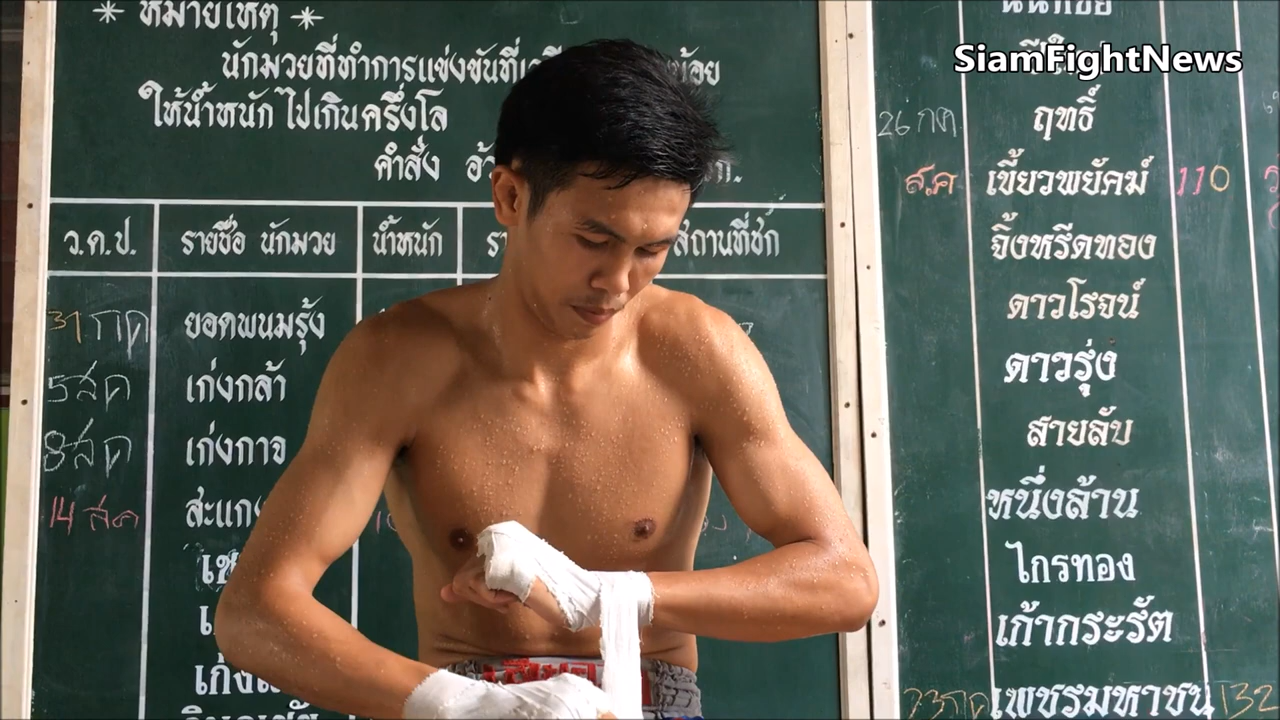 หมายเหตุ
SiamFightNews
นักมวยที่ทำการแข่งขันที่
น้อย
ให้น้ำหนักไปเกินครึ่งโล
คำสั่ง
ว.ด.ป. รายชื่อ นักมวย น้ำหนัก สถานที่ชก
31 กค ยอดพนมรุ้ง
5 สค เก่งกล้า
8 สค เก่งกาจ
14 สค
26 กค. ฤทธิ์
ส.ค เขี้ยวพยัคฆ์ 110
จิ้งหรีดทอง
ดาวโรจน์
ดาวรุ่ง
สายลับ
หนึ่งล้าน
ไกรทอง
เก้ากระรัต
เพชรมหาชน 132